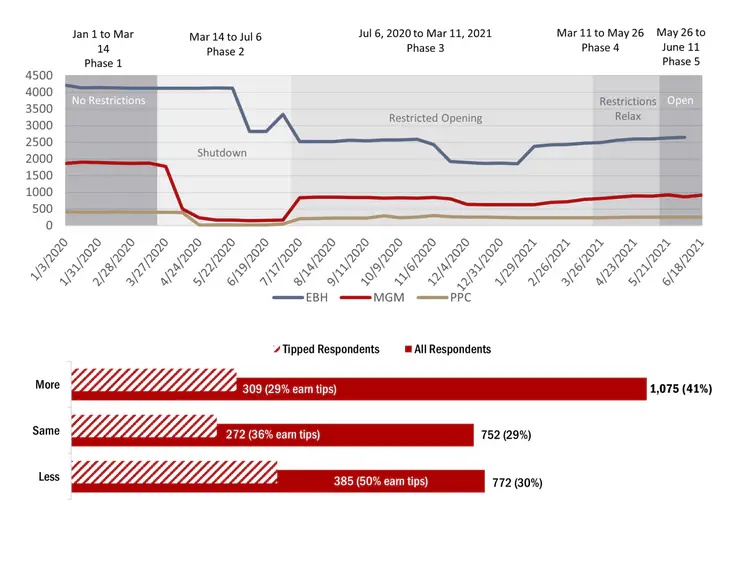 Jan 1 to Mar
14
Phase 1
Mar 14 to Jul 6
Phase 2
Jul 6, 2020 to Mar 11, 2021
Phase 3
Mar 11 to May 26
Phase 4
May 26 to
June 11
Phase 5
4500
4000
3500
3000
2500
2000
1500
1000
500
0
No Restrictions
Shutdown
Restricted Opening
Restrictions
Relax
Open
1/3/2020
1/31/2020
2/28/2020
3/27/2020
4/24/2020
5/22/2020
6/19/2020
7/17/2020
8/14/2020
9/11/2020
10/9/2020
11/6/2020
12/4/2020
12/31/2020
1/29/2021
2/26/2021
3/26/2021
4/23/2021
5/21/2021
6/18/2021
EBH MGM PPC
Tipped Respondents All Respondents
More 309 (29% earn tips) 1,075 (41%)
Same 272 (36% earn tips) 752 (29%)
Less 385 (50% earn tips) 772 (30%)